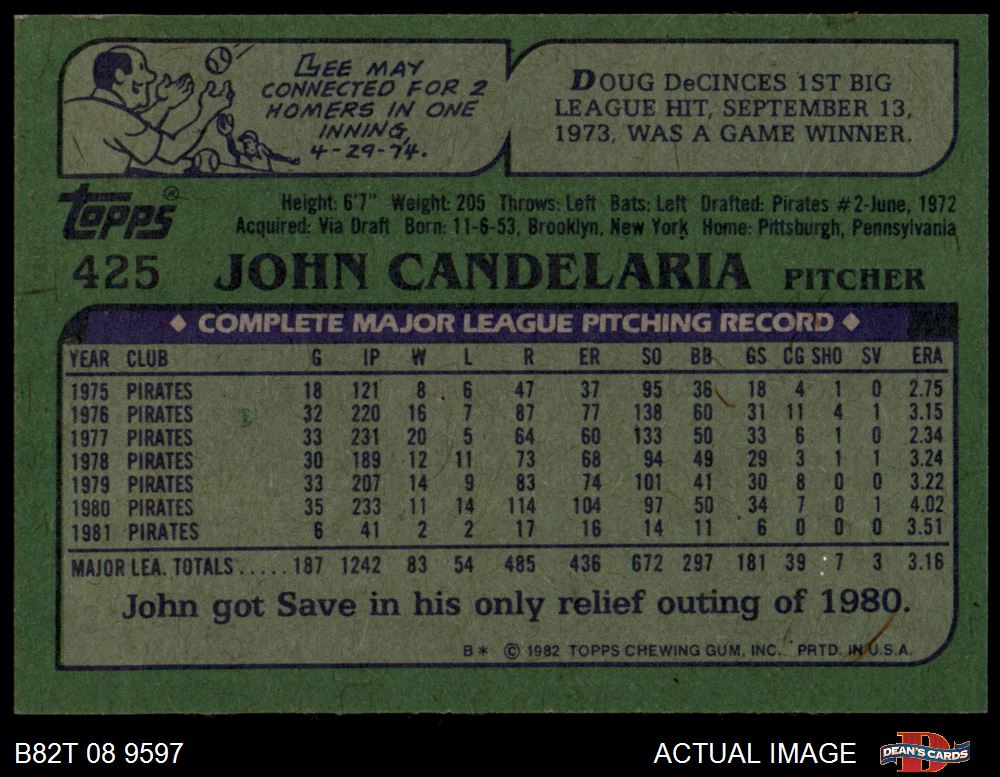 LEE MAY
CONNECTED FOR 2
HOMERS IN ONE
INNING,
4-29-74.
DOUG DeCINCES 1ST BIG
LEAGUE HIT, SEPTEMBER 13,
1973, WAS A GAME WINNER.
TOPPS®
Height: 6'7" Weight: 205 Throws: Left Bats: Left Drafted: Pirates #2-June, 1972
Acquired: Via Draft Born: 11-6-53, Brooklyn, New York Home: Pittsburgh, Pennsylvania
425 JOHN CANDELARIA PITCHER
◆ COMPLETE MAJOR LEAGUE PITCHING RECORD ◆
YEAR CLUB G IP W L R ER SO BB GS CG SHO SV ERA
1975 PIRATES 18 121 8 6 47 37 95 36 18 4 1 0 2.75
1976 PIRATES 32 220 16 7 87 77 138 60 31 11 4 1 3.15
1977 PIRATES 33 231 20 5 64 60 133 50 33 6 1 0 2.34
1978 PIRATES 30 189 12 11 73 68 94 49 29 3 1 1 3.24
1979 PIRATES 33 207 14 9 83 74 101 41 30 8 0 0 3.22
1980 PIRATES 35 233 11 14 114 104 97 50 34 7 0 1 4.02
1981 PIRATES 6 41 2 2 17 16 14 11 6 0 0 0 3.51
MAJOR LEA. TOTALS.....187 1242 83 54 485 436 672 297 181 39 7 3 3.16
John got Save in his only relief outing of 1980.
B* © 1982 TOPPS CHEWING GUM, INC. PRTD. IN U.S.A.
B82T 08 9597 ACTUAL IMAGE DEAN'S CARDS